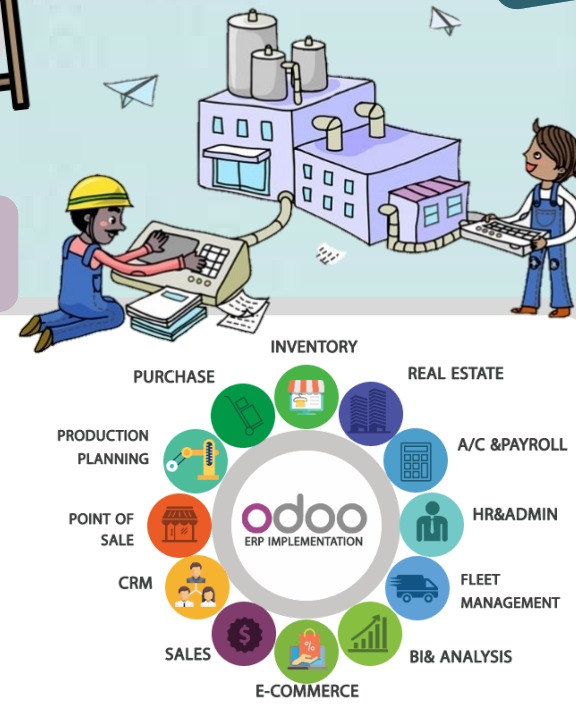 INVENTORY
PURCHASE
REAL ESTATE
PRODUCTION
PLANNING
A/C &PAYROLL
POINT OF
SALE
odoo
ERP IMPLEMENTATION
HR&ADMIN
CRM
FLEET
MANAGEMENT
SALES
$
%
BI& ANALYSIS
E-COMMERCE